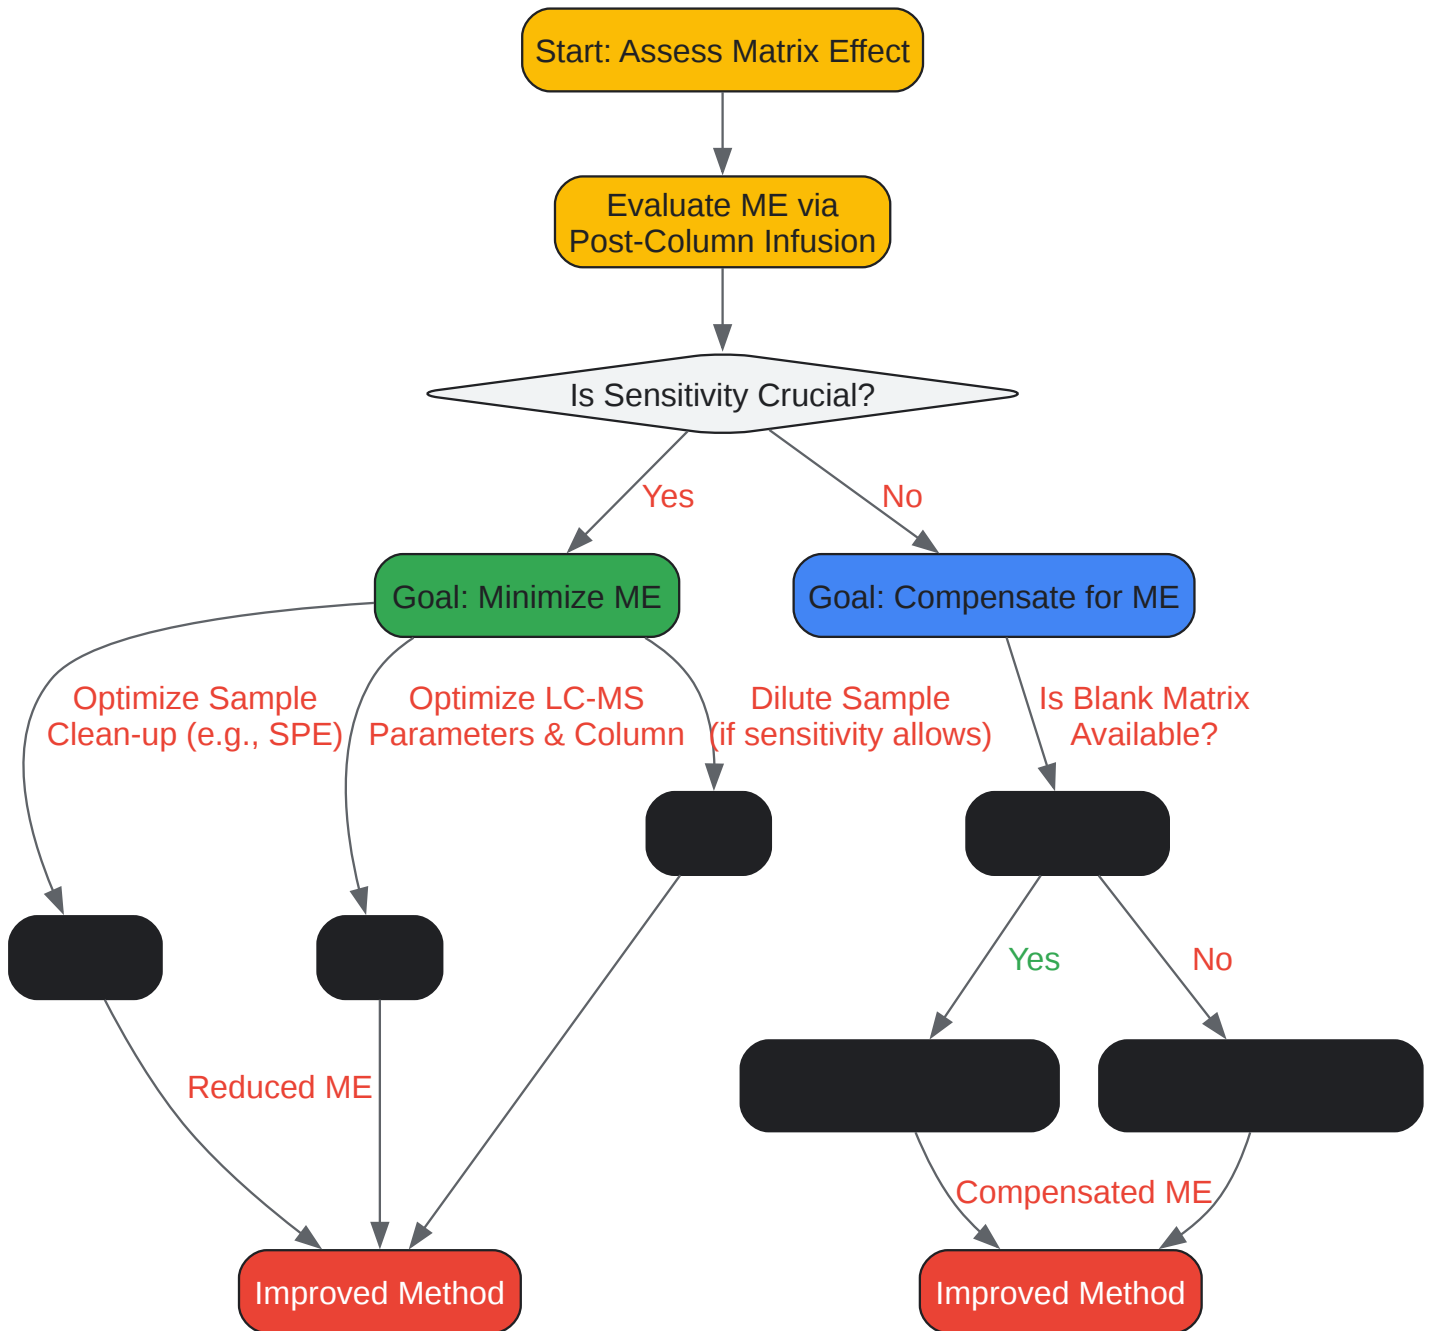 Start: Assess Matrix Effect
Evaluate ME via
Post-Column Infusion
Is Sensitivity Crucial?
Yes
No
Goal: Minimize ME
Goal: Compensate for ME
Optimize Sample
Clean-up (e.g., SPE)
Optimize LC-MS
Parameters & Column
Dilute Sample
(if sensitivity allows)
Is Blank Matrix
Available?
Yes
No
Reduced ME
Compensated ME
Improved Method
Improved Method